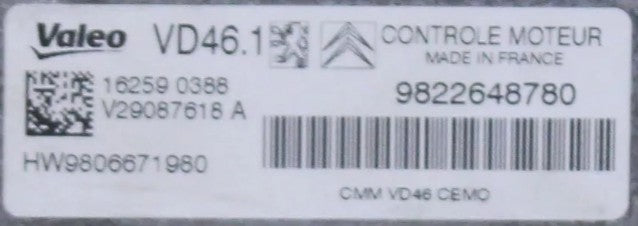 Valeo VD46.1 CONTROLE MOTEUR
MADE IN FRANCE
16259 0388
V29087618 A
9822648780
HW9806671980
CMM VD46 CEMO